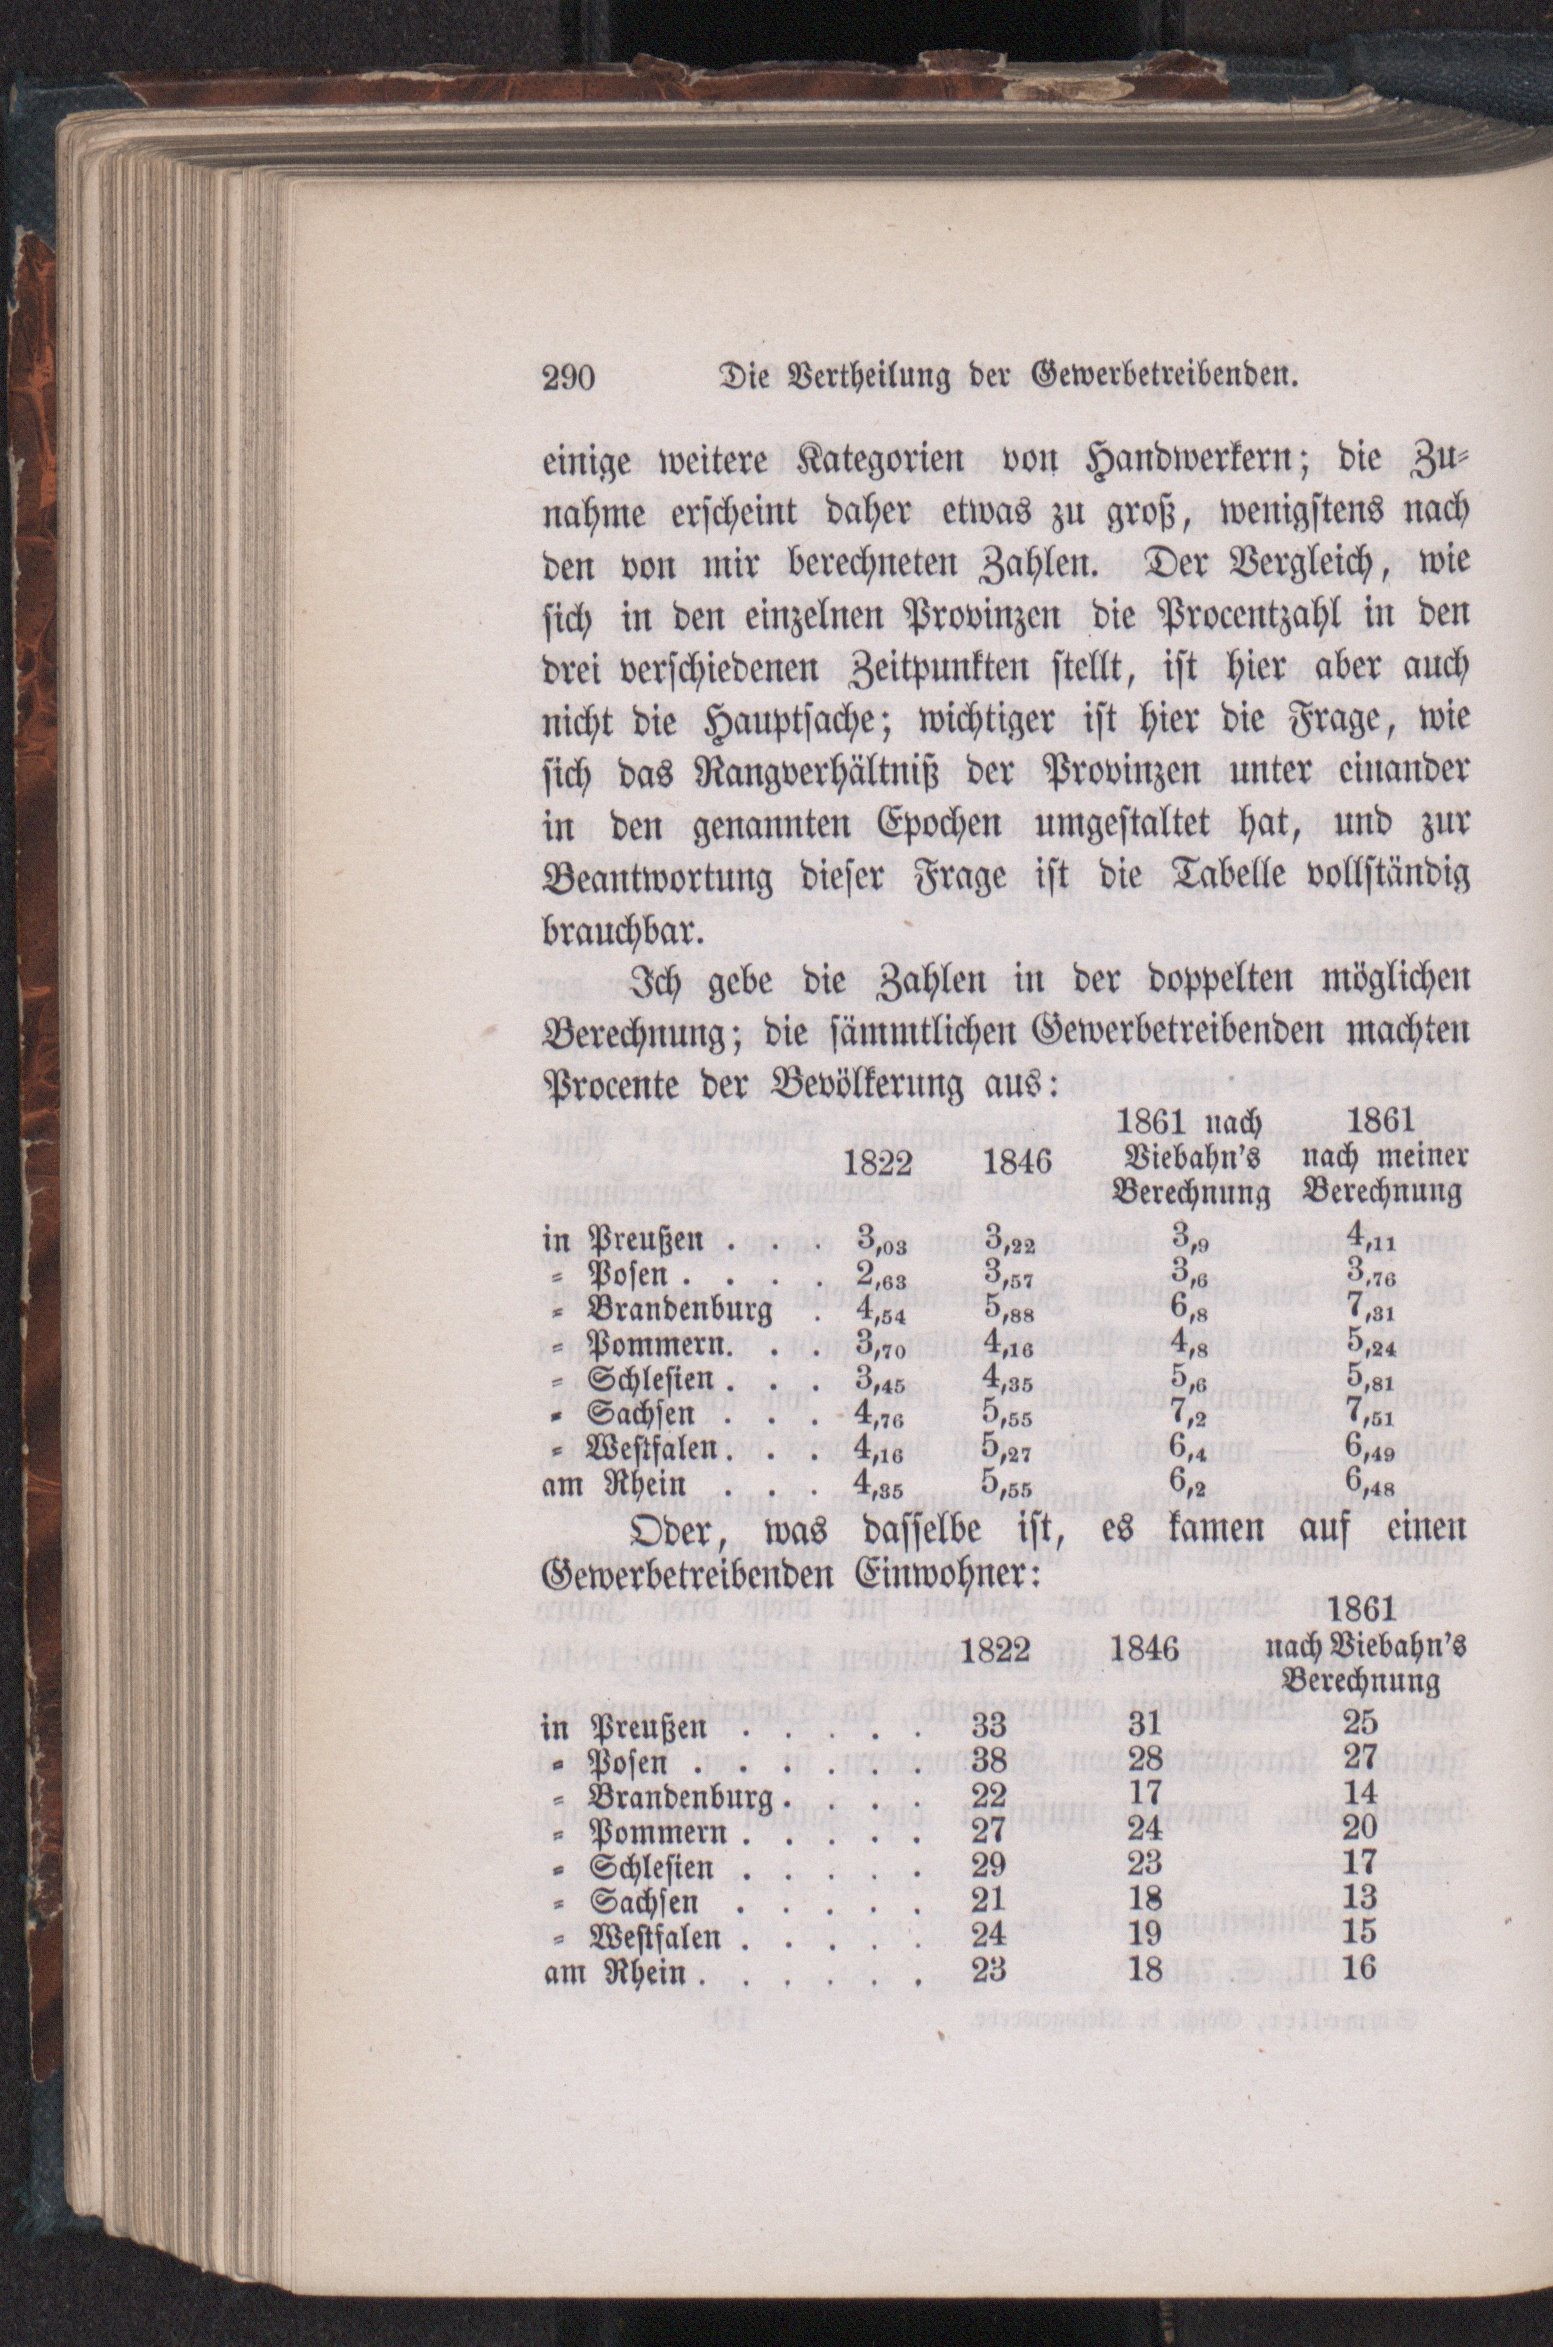 290 Die Vertheilung der Gewerbetreibenden.
einige weitere Kategorien von Handwerkern; die Zu⸗
nahme erſcheint daher etwas zu groß, wenigſtens nach
den von mir berechneten Zahlen. Der Vergleich, wie
ſich in den einzelnen Provinzen die Procentzahl in den
drei verſchiedenen Zeitpunkten ſtellt, iſt hier aber auch
nicht die Hauptſache; wichtiger iſt hier die Frage, wie
ſich das Rangverhältniß der Provinzen unter einander
in den genannten Epochen umgeſtaltet hat, und zur
Beantwortung dieſer Frage iſt die Tabelle vollſtändig
brauchbar.
Ich gebe die Zahlen in der doppelten möglichen
Berechnung; die ſämmtlichen Gewerbetreibenden machten
Procente der Bevölkerung aus:
1861 nach 1861
1822 1846 Viebahn's nach meiner
Berechnung Berechnung
in Preußen . . . 3,03 3,22 3,9 4,11
⸗ Poſen . . . . 2,63 3,57 3,6 3,76
⸗ Brandenburg . 4,54 5,88 6,8 7,31
⸗ Pommern. . . 3,70 4,16 4,8 5,24
⸗ Schleſien . . . 3,45 4,35 5,6 5,81
⸗ Sachſen . . . 4,76 5,55 7,2 7,51
⸗ Weſtfalen . . . 4,16 5,27 6,4 6,49
am Rhein . . . 4,35 5,55 6,2 6,48
Oder, was daſſelbe iſt, es kamen auf einen
Gewerbetreibenden Einwohner:
1861
1822 1846 nach Viebahn's
Berechnung
in Preußen . . . . . 33 31 25
⸗ Poſen . . . . . . 38 28 27
⸗ Brandenburg . . . . 22 17 14
⸗ Pommern . . . . . 27 24 20
⸗ Schleſien . . . . . 29 23 17
⸗ Sachſen . . . . . 21 18 13
⸗ Weſtfalen . . . . . 24 19 15
am Rhein . . . . . . 23 18 16